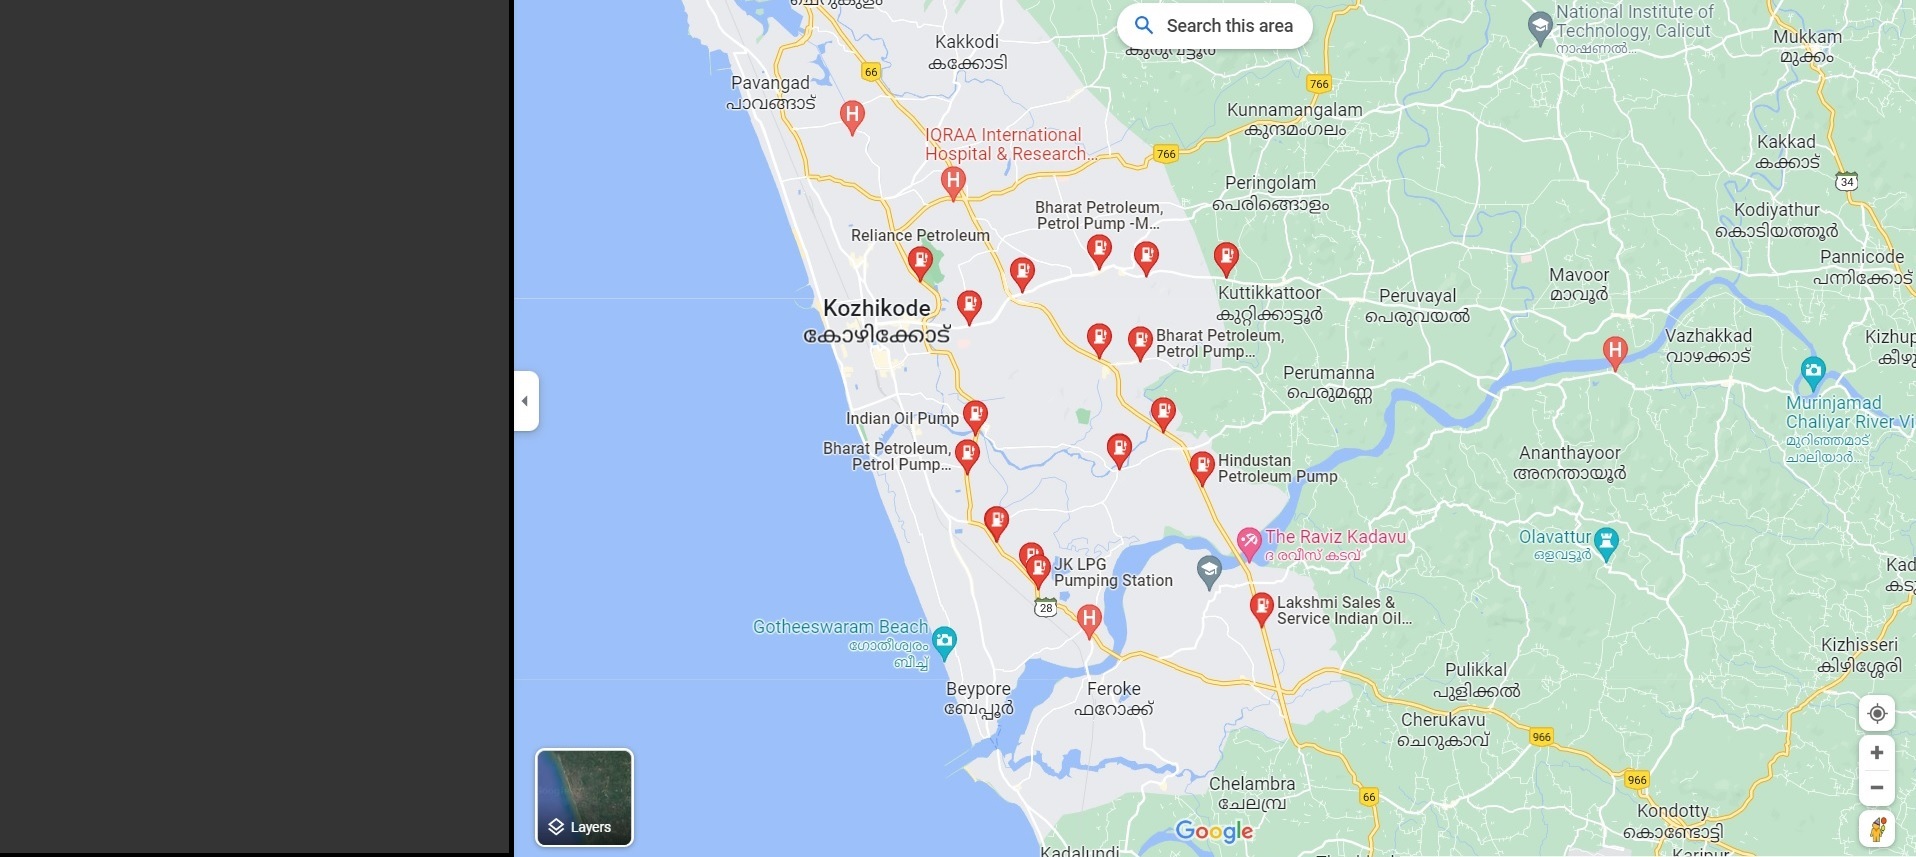 ചെറുകുളം
Search this area
കുരുവട്ടൂർ
National Institute of
Technology, Calicut
നാഷണൽ...
Mukkam
മുക്കം
Kakkodi
കക്കോടി
66
766
Pavangad
പാവങ്ങാട്
H
Kunnamangalam
കുന്ദമംഗലം
IQRAA International
Hospital & Research...
766
Kakkad
കക്കാട്
34
H
Peringolam
പെരിങ്ങൊളം
Bharat Petroleum,
Petrol Pump -M...
Kodiyathur
കൊടിയത്തൂർ
Reliance Petroleum
Pannicode
പന്നിക്കോട്
Mavoor
മാവൂർ
Kuttikkattoor
കുറ്റിക്കാട്ടൂർ
Peruvayal
പെരുവയൽ
Kozhikode
കോഴിക്കോട്
Bharat Petroleum,
Petrol Pump...
Vazhakkad
വാഴക്കാട്
H
Perumanna
പെരുമണ്ണ
Murinjamad
Chaliyar River Vi
മുറിഞ്ഞമാട്
ചാലിയാർ...
Indian Oil Pump
Bharat Petroleum,
Petrol Pump...
Hindustan
Petroleum Pump
Ananthayoor
അനന്തായൂർ
The Raviz Kadavu
ദ രവീസ് കടവ്
Olavattur
ഒളവട്ടൂർ
JK LPG
Pumping Station
28
H
Lakshmi Sales &
Service Indian Oil...
Gotheeswaram Beach
ഗോതീശ്വരം
ബീച്ച്
Kizhisseri
കിഴിശ്ശേരി
Beypore
ബേപ്പൂർ
Feroke
ഫറോക്ക്
Pulikkal
പുളിക്കൽ
Cherukavu
ചെറുകാവ്
966
Chelambra
ചേലമ്പ്ര
966
66
Layers
Google
Kondotty
കൊണ്ടോട്ടി
Kadalundi
Karipur